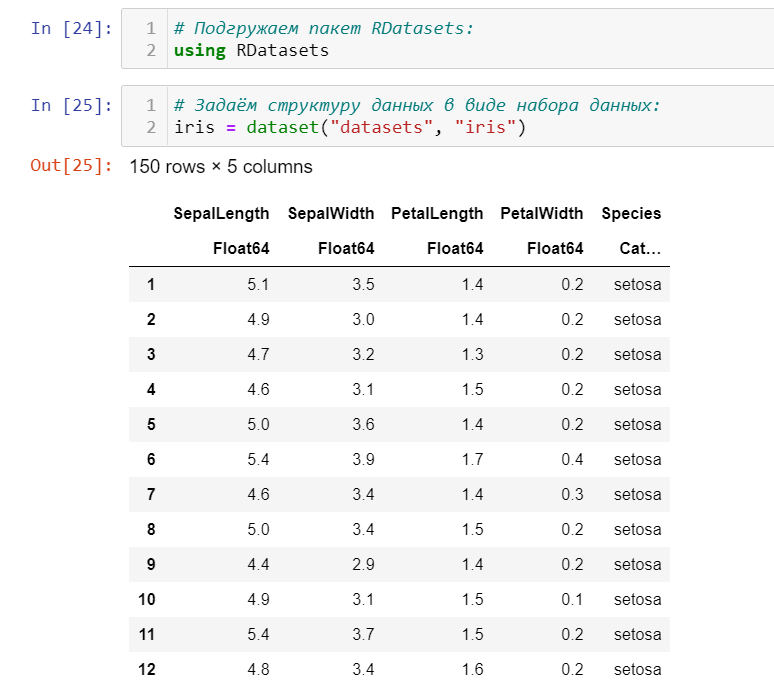 In [24]: 1 # Подгружаем пакет RDatasets:
2 using RDatasets
In [25]: 1 # Задаём структуру данных в виде набора данных:
2 iris = dataset("datasets", "iris")
Out[25]: 150 rows × 5 columns
SepalLength SepalWidth PetalLength PetalWidth Species
Float64 Float64 Float64 Float64 Cat…
1 5.1 3.5 1.4 0.2 setosa
2 4.9 3.0 1.4 0.2 setosa
3 4.7 3.2 1.3 0.2 setosa
4 4.6 3.1 1.5 0.2 setosa
5 5.0 3.6 1.4 0.2 setosa
6 5.4 3.9 1.7 0.4 setosa
7 4.6 3.4 1.4 0.3 setosa
8 5.0 3.4 1.5 0.2 setosa
9 4.4 2.9 1.4 0.2 setosa
10 4.9 3.1 1.5 0.1 setosa
11 5.4 3.7 1.5 0.2 setosa
12 4.8 3.4 1.6 0.2 setosa